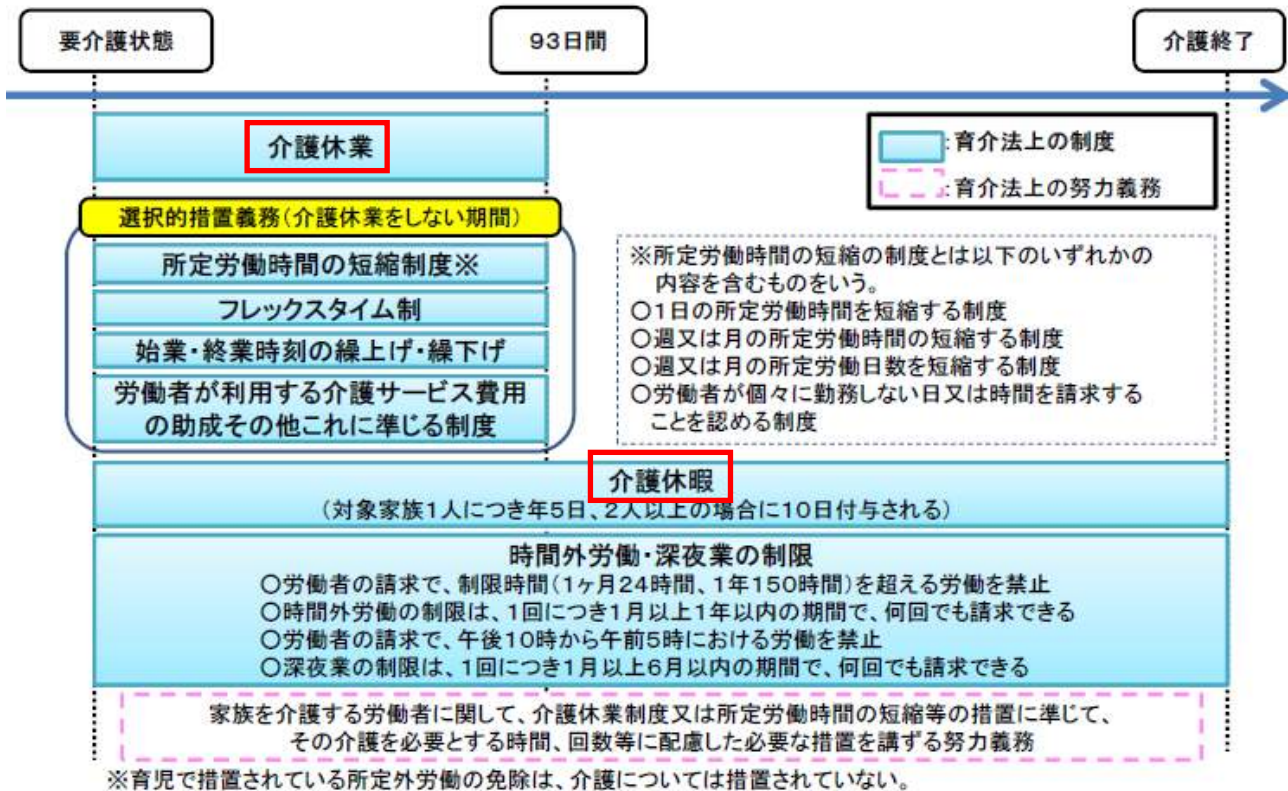 要介護状態
93日間
介護終了
介護休業
:育介法上の制度
:育介法上の努力義務
選択的措置義務(介護休業をしない期間)
所定労働時間の短縮制度※
フレックスタイム制
始業・終業時刻の繰上げ・繰下げ
労働者が利用する介護サービス費用
の助成その他これに準じる制度
※所定労働時間の短縮の制度とは以下のいずれかの
内容を含むものをいう。
○1日の所定労働時間を短縮する制度
○週又は月の所定労働時間の短縮する制度
○週又は月の所定労働日数を短縮する制度
○労働者が個々に勤務しない日又は時間を請求する
ことを認める制度
介護休暇
(対象家族1人につき年5日、2人以上の場合に10日付与される)
時間外労働・深夜業の制限
○労働者の請求で、制限時間(1ヶ月24時間、1年150時間)を超える労働を禁止
○時間外労働の制限は、1回につき1月以上1年以内の期間で、何回でも請求できる
○労働者の請求で、午後10時から午前5時における労働を禁止
○深夜業の制限は、1回につき1月以上6月以内の期間で、何回でも請求できる
家族を介護する労働者に関して、介護休業制度又は所定労働時間の短縮等の措置に準じて、
その介護を必要とする時間、回数等に配慮した必要な措置を講ずる努力義務
※育児で措置されている所定外労働の免除は、介護については措置されていない。